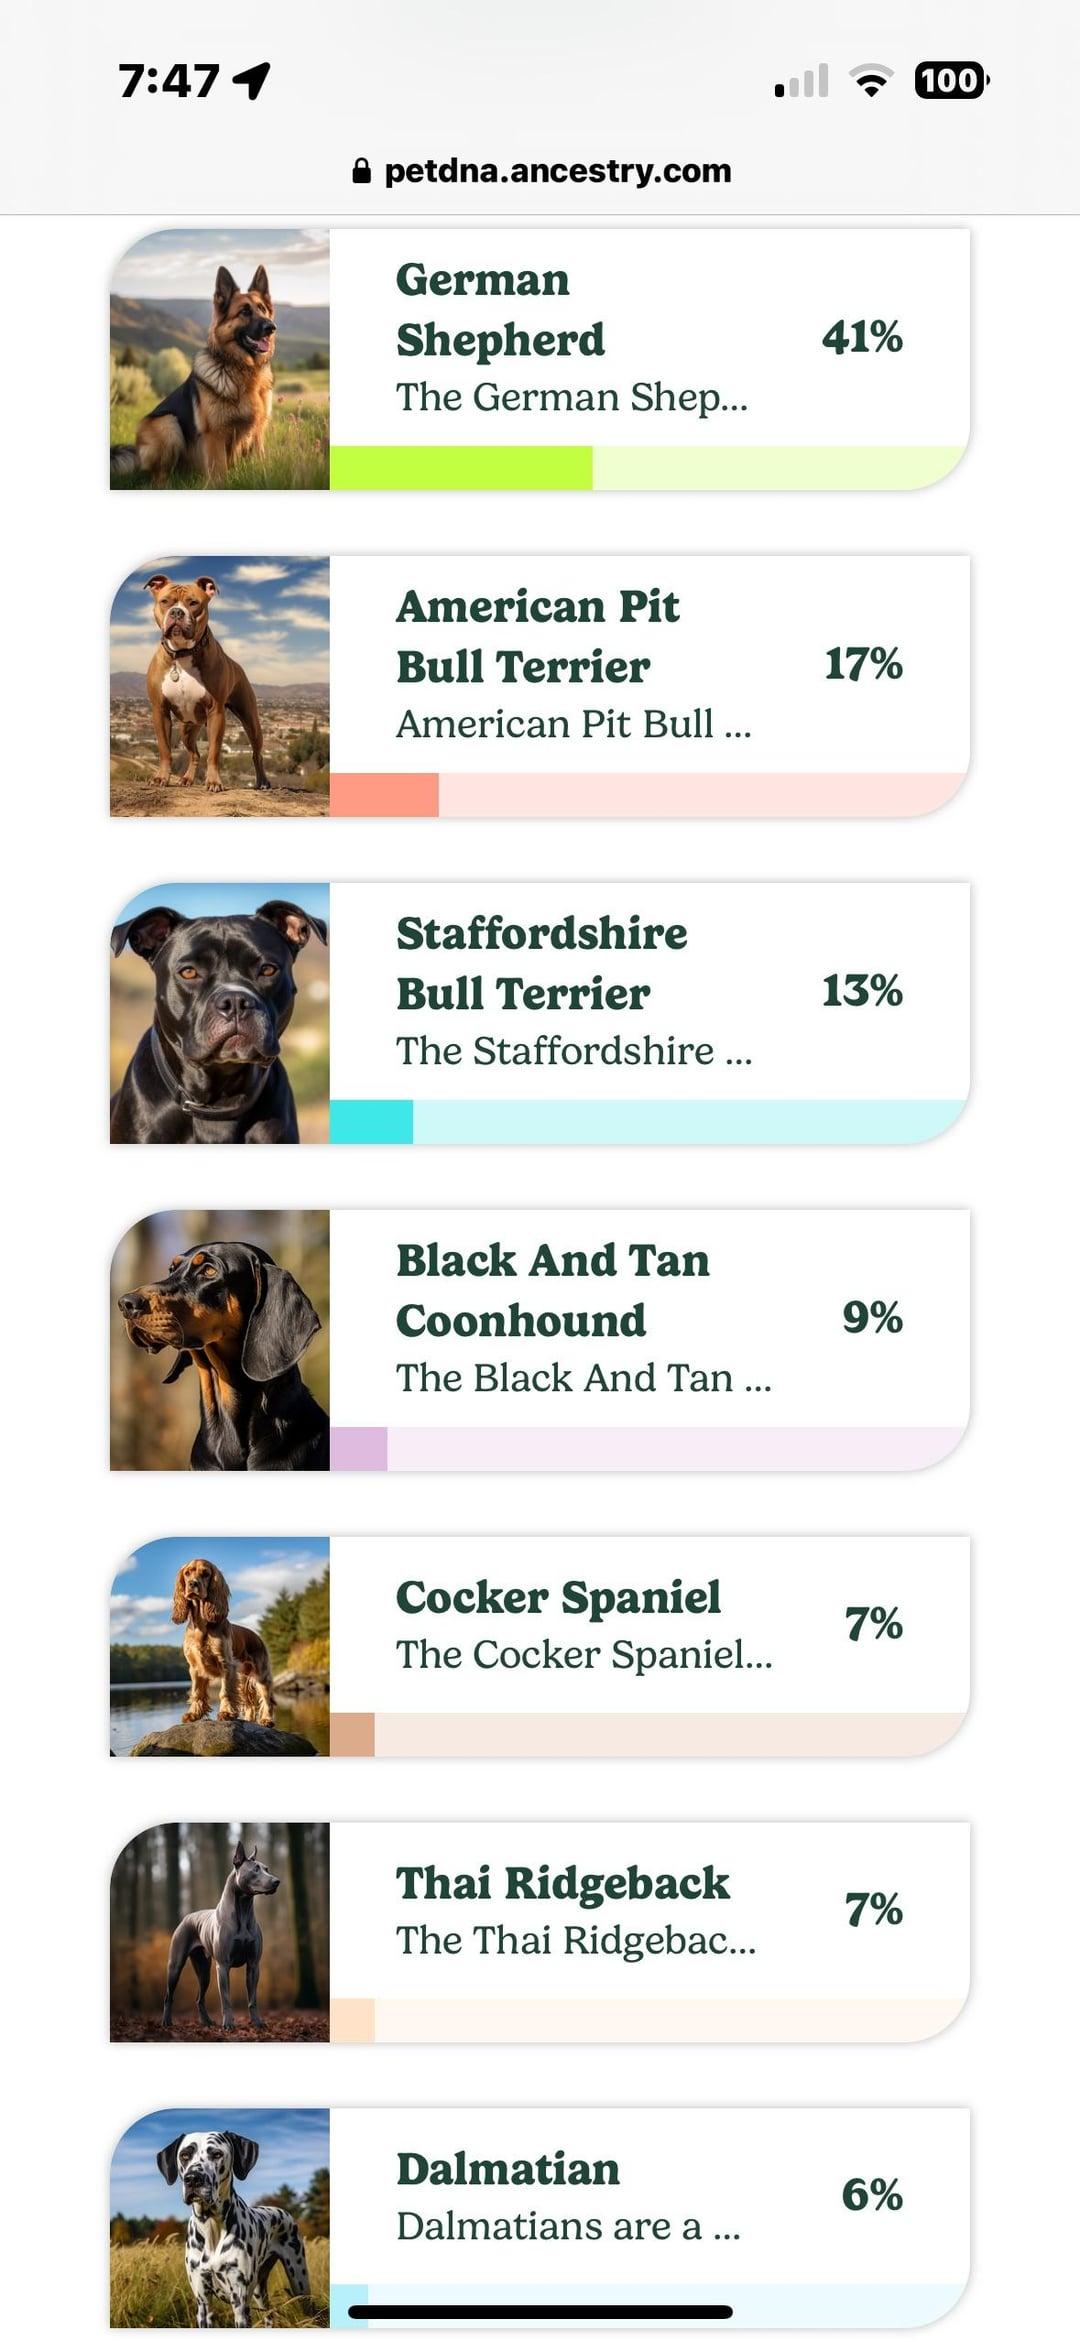 7:47
100
petdna.ancestry.com
German
Shepherd
41%
The German Shep...
American Pit
Bull Terrier
17%
American Pit Bull ...
Staffordshire
Bull Terrier
13%
The Staffordshire ...
Black And Tan
Coonhound
9%
The Black And Tan ...
Cocker Spaniel
7%
The Cocker Spaniel...
Thai Ridgeback
7%
The Thai Ridgebac...
Dalmatian
6%
Dalmatians are a ...